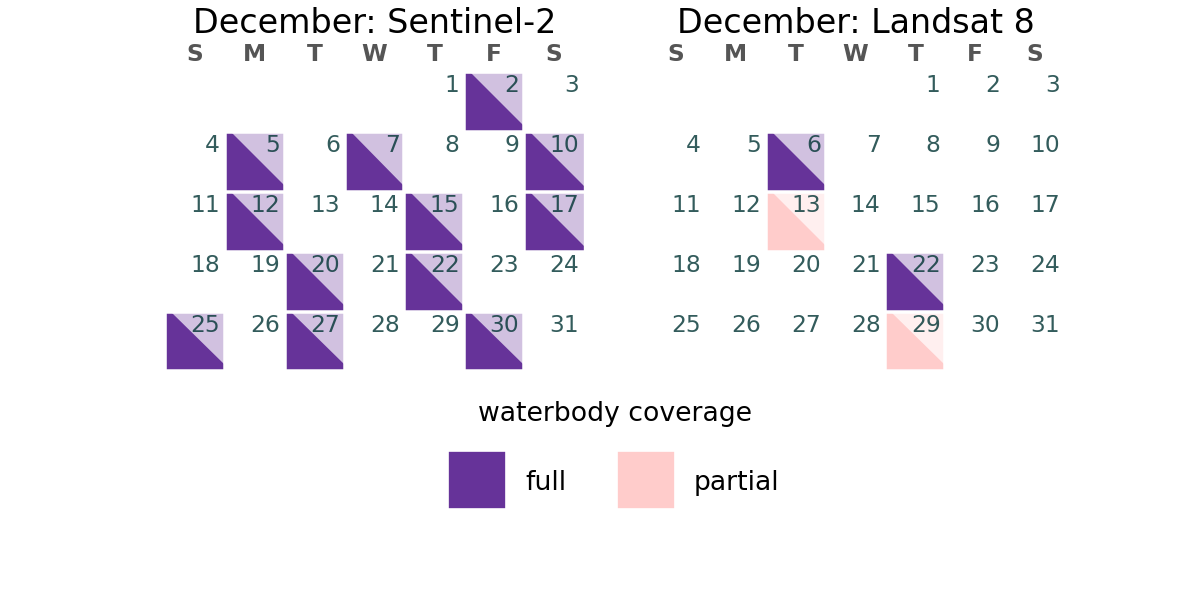 December: Sentinel-2
S M T W T F S
1 2 3
4 5 6 7 8 9 10
11 12 13 14 15 16 17
18 19 20 21 22 23 24
25 26 27 28 29 30 31
December: Landsat 8
S M T W T F S
1 2 3
4 5 6 7 8 9 10
11 12 13 14 15 16 17
18 19 20 21 22 23 24
25 26 27 28 29 30 31
waterbody coverage
full partial